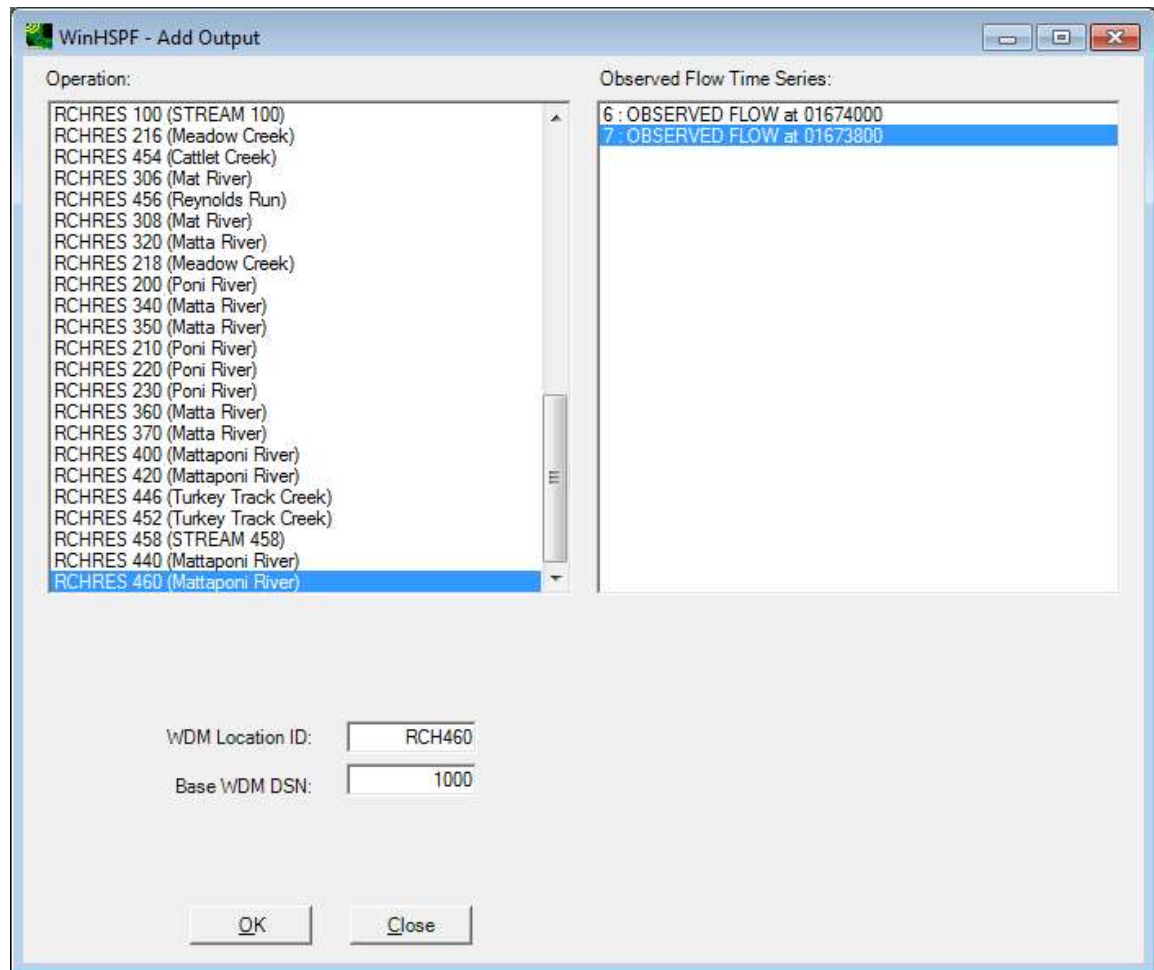 WinHSPF - Add Output
Operation:
RCHRES 100 (STREAM 100)
RCHRES 216 (Meadow Creek)
RCHRES 454 (Cattlet Creek)
RCHRES 306 (Mat River)
RCHRES 456 (Reynolds Run)
RCHRES 308 (Mat River)
RCHRES 320 (Matta River)
RCHRES 218 (Meadow Creek)
RCHRES 200 (Poni River)
RCHRES 340 (Matta River)
RCHRES 350 (Matta River)
RCHRES 210 (Poni River)
RCHRES 220 (Poni River)
RCHRES 230 (Poni River)
RCHRES 360 (Matta River)
RCHRES 370 (Matta River)
RCHRES 400 (Mattaponi River)
RCHRES 420 (Mattaponi River)
RCHRES 446 (Turkey Track Creek)
RCHRES 452 (Turkey Track Creek)
RCHRES 458 (STREAM 458)
RCHRES 440 (Mattaponi River)
RCHRES 460 (Mattaponi River)
Observed Flow Time Series:
6 : OBSERVED FLOW at 01674000
7 : OBSERVED FLOW at 01673800
WDM Location ID: RCH460
Base WDM DSN: 1000
OK Close